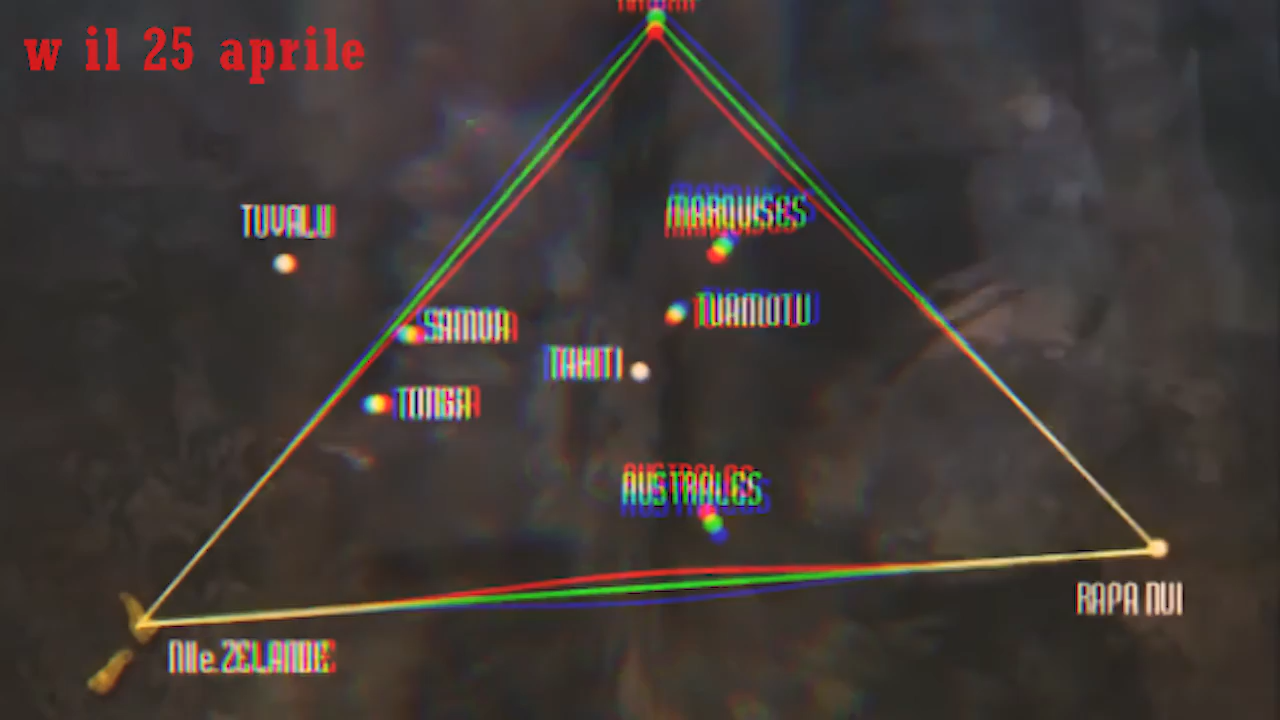 w il 25 aprile
TUVALU
MARQUISES
SAMOA
TUAMOTU
TAHITI
TONGA
AUSTRALES
RAPA NUI
Nlle.ZELANDE